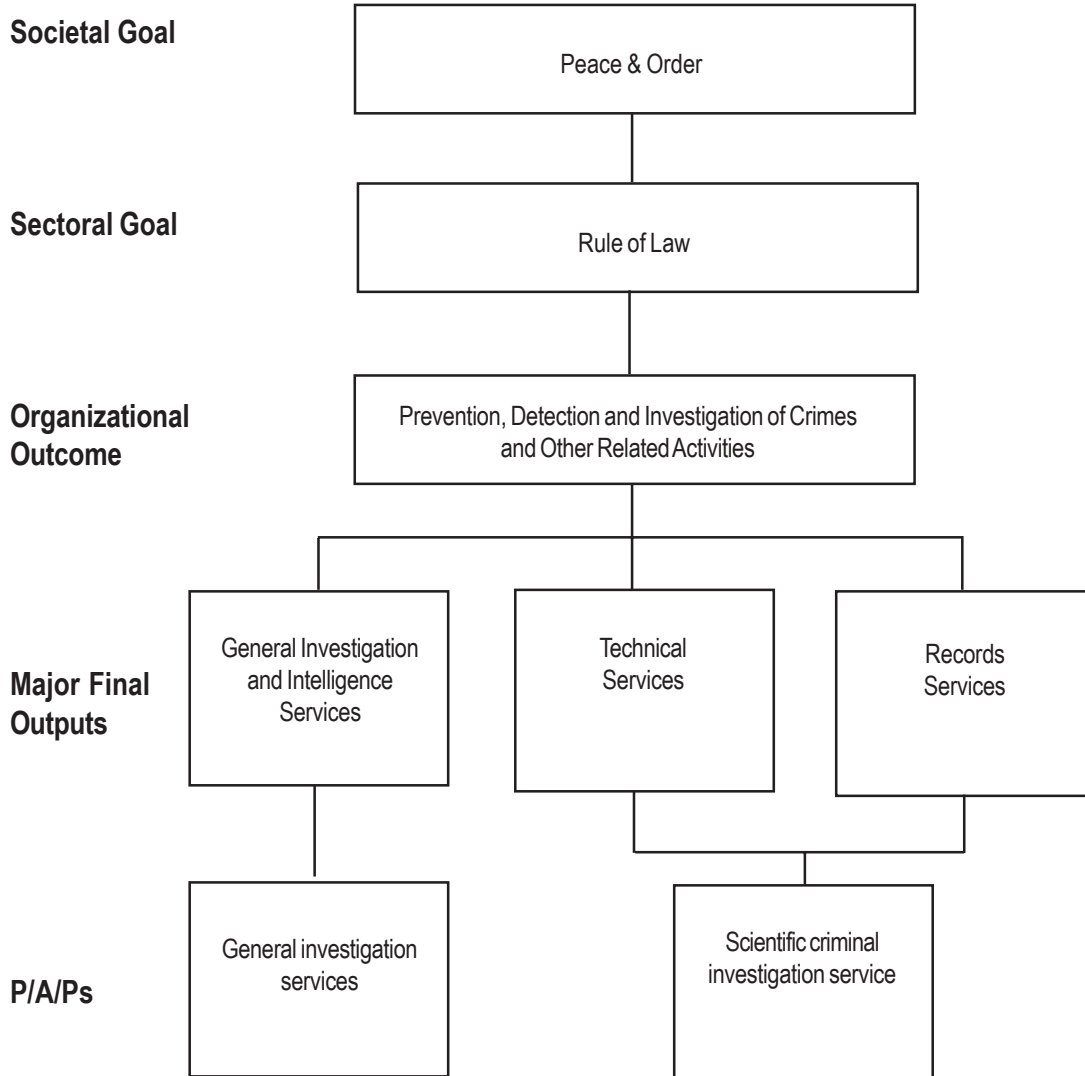 Societal Goal
Peace & Order
Sectoral Goal
Rule of Law
Organizational
Outcome
Prevention, Detection and Investigation of Crimes
and Other Related Activities
Major Final
Outputs
General Investigation
and Intelligence
Services
Technical
Services
Records
Services
P/A/Ps
General investigation
services
Scientific criminal
investigation service